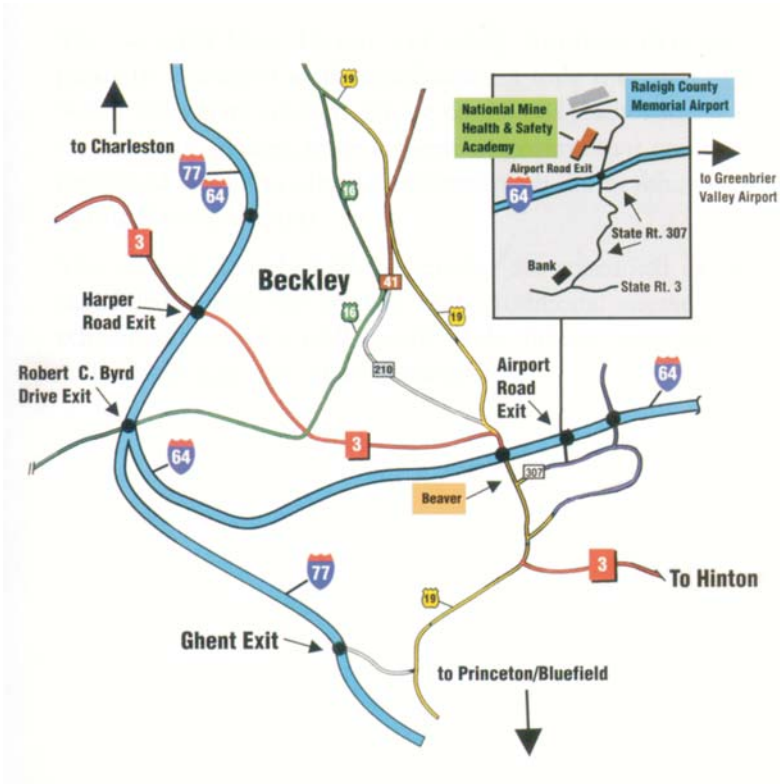 19
Raleigh County
Memorial Airport
Nationlal Mine
Health & Safety
Academy
to Charleston
Airport Road Exit
77
64
16
to Greenbrier
Valley Airport
64
3
State Rt. 307
Beckley
Bank
41
State Rt. 3
Harper
Road Exit
16
19
210
Airport
Road
Exit
64
Robert C. Byrd
Drive Exit
3
64
307
Beaver
77
3
To Hinton
19
Ghent Exit
to Princeton/Bluefield